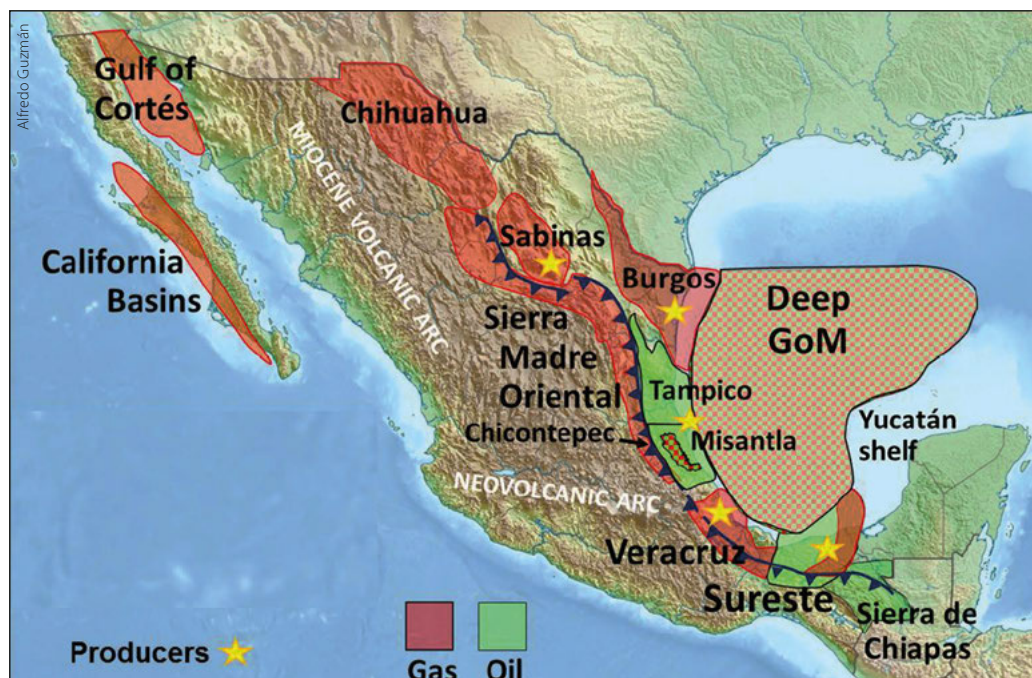 Alfredo Guzmán
Gulf of
Cortés
Chihuahua
MIOCENE VOLCANIC ARC
Sabinas
California
Basins
Burgos
Deep
GoM
Sierra
Madre
Oriental
Tampico
Chicontepec
Misantla
Yucatán
shelf
NEOVOLCANIC ARC
Veracruz
Sureste
Sierra de
Chiapas
Producers
Gas
Oil